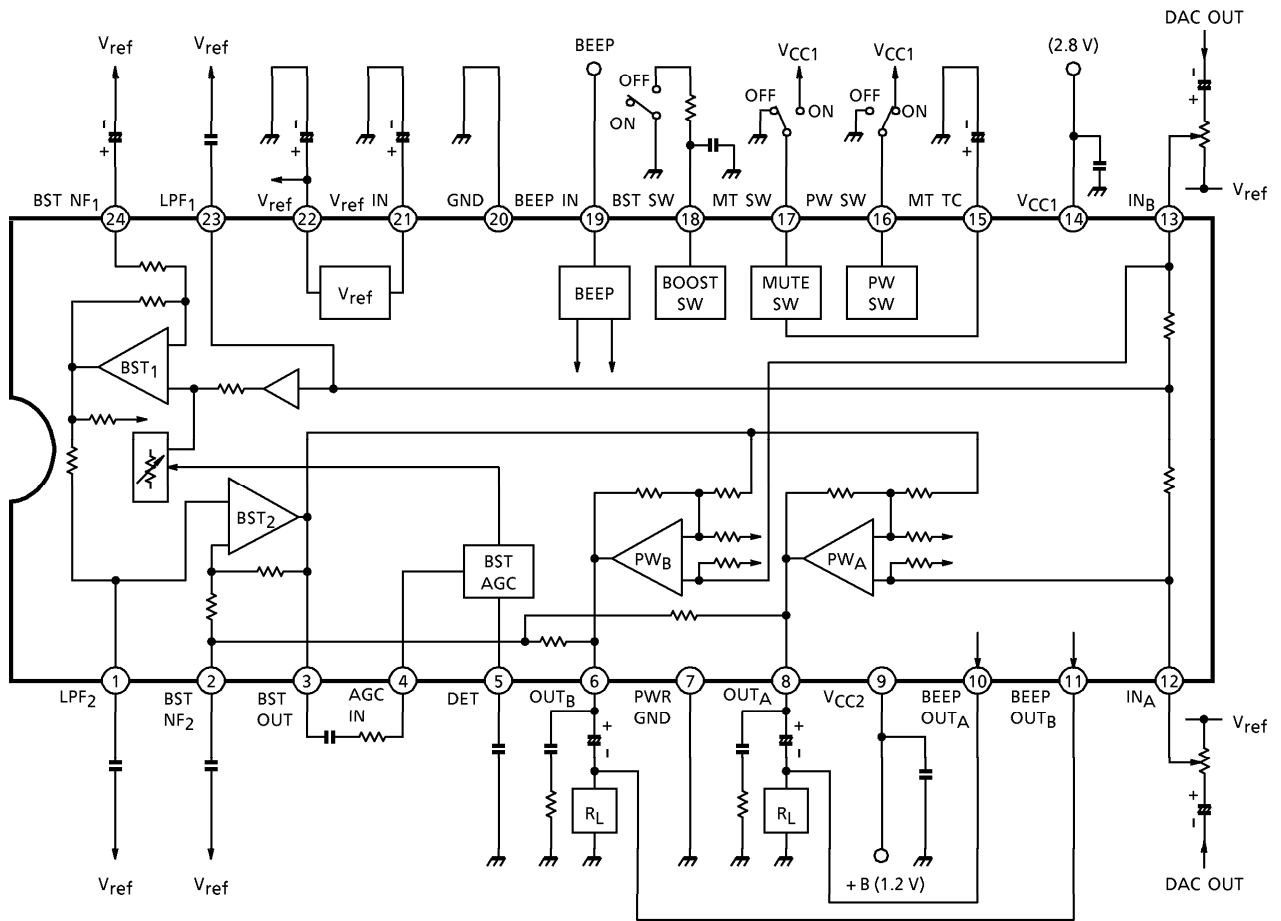 DAC OUT
Vref
Vref
BEEP
VCC1
VCC1
(2.8 V)
OFF
ON
OFF
ON
OFF
ON
-
+
-
+
-
+
-
+
-
+
Vref
BST NF1
LPF1
Vref
Vref IN
GND
BEEP IN
BST SW
MT SW
PW SW
MT TC
VCC1
INB
24
23
22
21
20
19
18
17
16
15
14
13
Vref
BEEP
BOOST SW
MUTE SW
PW SW
BST1
BST2
BST AGC
PWB
PWA
1
2
3
4
5
6
7
8
9
10
11
12
LPF2
BST NF2
BST OUT
AGC IN
DET
OUTB
PWR GND
OUTA
VCC2
BEEP OUTA
BEEP OUTB
INA
Vref
+
-
+
-
+
-
RL
RL
Vref
Vref
+B (1.2 V)
DAC OUT